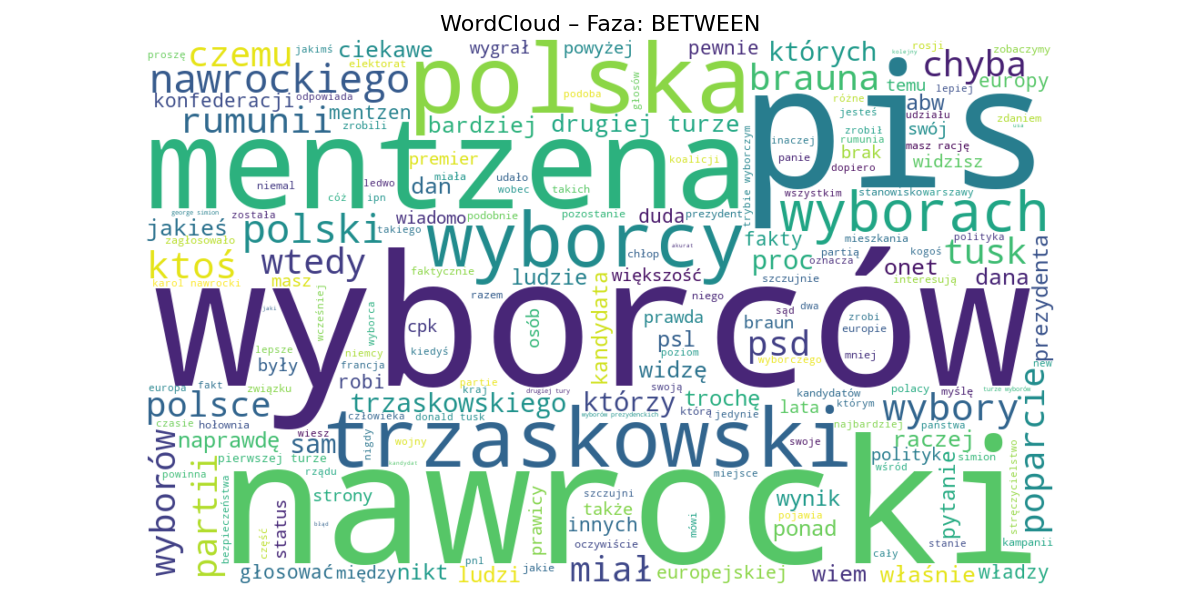 WordCloud – Faza: BETWEEN
proszę czemu jakimś ciekawe wygrał powyżej pewnie których kolejny rosji zobaczymy
elektorat polska chyba
nawrockiego odpowiada podoba głosów brauna temu lepiej europy
konfederacji mentzen różne abw udziału
rumunii zrobili bardziej drugiej turze jesteś swój zdaniem
pis usa
mentzena premier koalicji trybie wyborczym inaczej zrobił rumunia brak masz rację widzisz
panie dopiero
niemal ledwo dan miała udało wobec takich wszystkim stanowisko warszawy
cóż ipn
george simion została wiadomo podobnie pozostanie duda prezydent wyborach
jakieś polski takiego wyborcy fakty mieszkania polityka
zagłosowało akurat chłop partią kogoś tusk
ktoś wtedy faktycznie ludzie większość szczujnie proc oznacza onet interesują dana
karol nawrocki masz kandydata prezydenta
wyborców
wcześniej jaki razem niego sąd dwa
wyborca cpk osób prawda braun zrobi europie
lepsze niemcy kiedyś psl psd mniej
były francja poziom wyborczego new
związku robi partie widzę
europa fakt kraj drugiej tury swoją kandydatów polacy myślę turze wyborów
polsce trzaskowskiego którzy trochę lata którym wybory poparcie
hołownia człowieka donald tusk wyborów prezydenckich którą jedynie
czasie najbardziej państwa
wyborów naprawdę wiesz sam nigdy wojny trzaskowski swoje raczej stręczycielstwo
pierwszej turze polityk simion
powinna rządu kandydat miejsce wśród
partii bezpieczeństwa nawrocki pytanie
status strony prawicy szczujni wynik
także pojawia
część błąd innych mówi ponad stanie kampanii
oczywiście cały
głosować między nikt pnl ludzi jakie miał europejskiej wiem właśnie władzy